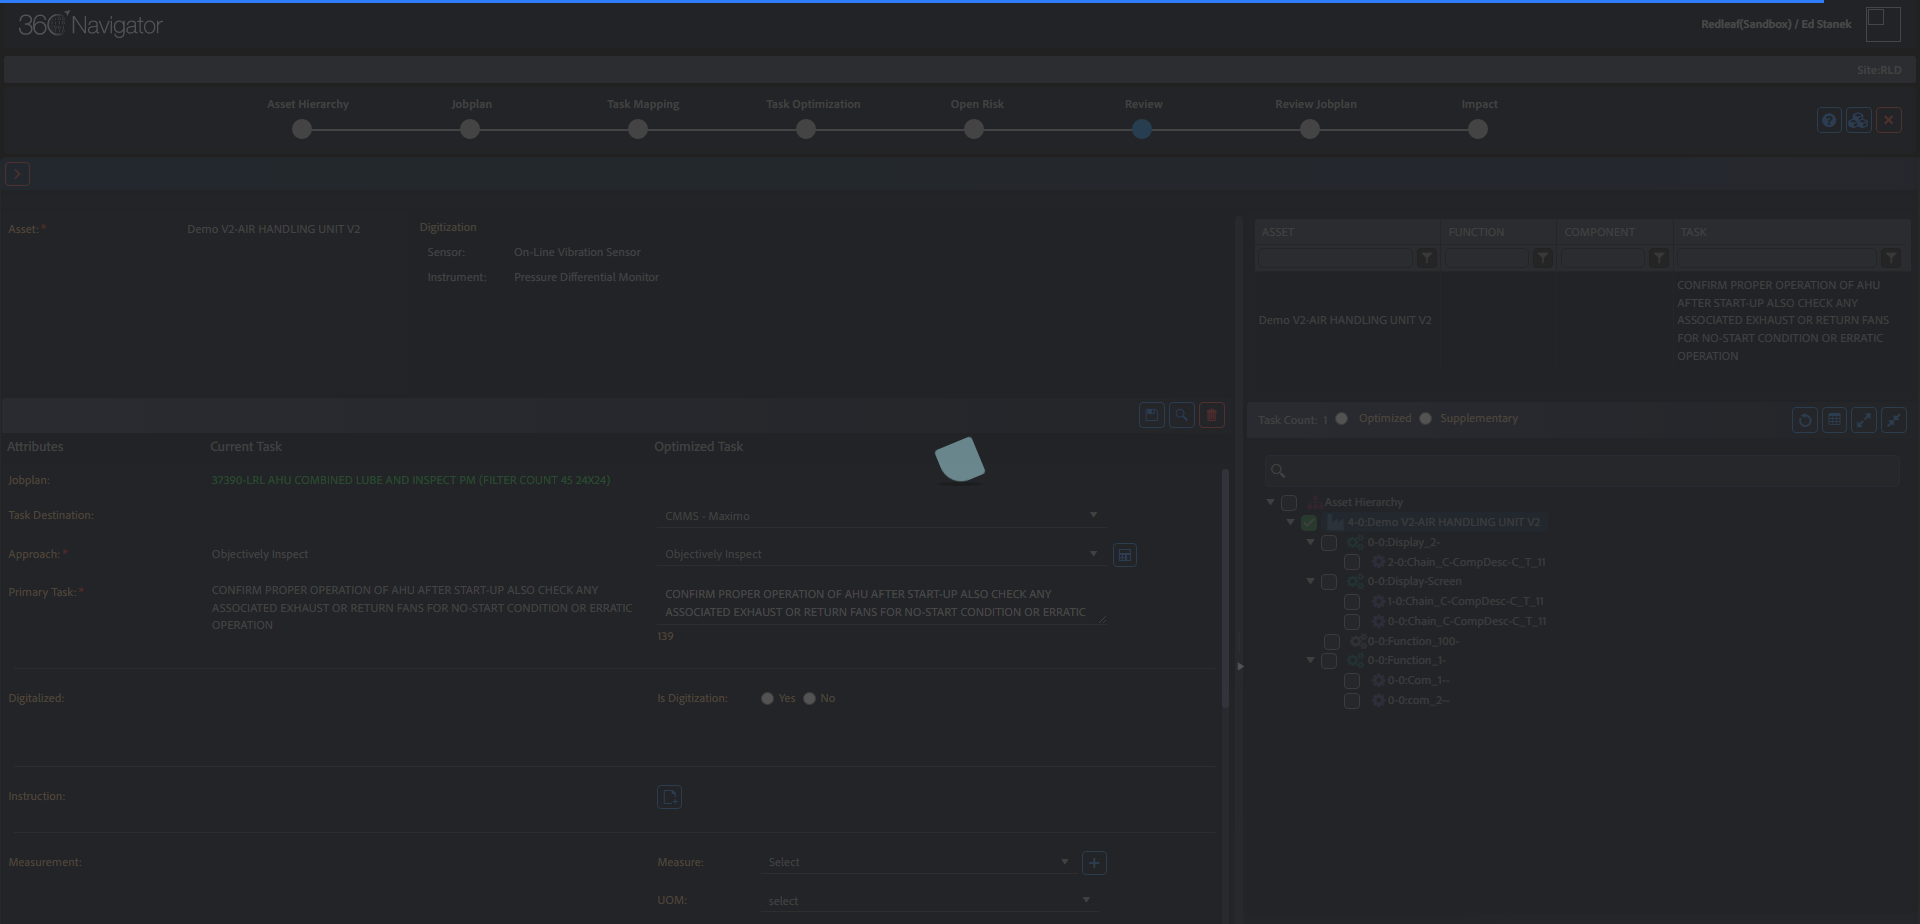 360 Navigator
Redleaf(Sandbox) / Ed Stanek
Site:RLD
Asset Hierarchy
Jobplan
Task Mapping
Task Optimization
Open Risk
Review
Review Jobplan
Impact
Asset:*
Demo V2-AIR HANDLING UNIT V2
Digitization
Sensor:
On-Line Vibration Sensor
Instrument:
Pressure Differential Monitor
ASSET
FUNCTION
COMPONENT
TASK
Demo V2-AIR HANDLING UNIT V2
CONFIRM PROPER OPERATION OF AHU
AFTER START-UP ALSO CHECK ANY
ASSOCIATED EXHAUST OR RETURN FANS
FOR NO-START CONDITION OR ERRATIC
OPERATION
Attributes
Current Task
Optimized Task
Jobplan:
37390-LRL AHU COMBINED LUBE AND INSPECT PM (FILTER COUNT 45 24X24)
Task Destination:
CMMS - Maximo
Approach:*
Objectively Inspect
Objectively Inspect
Primary Task:*
CONFIRM PROPER OPERATION OF AHU AFTER START-UP ALSO CHECK ANY
ASSOCIATED EXHAUST OR RETURN FANS FOR NO-START CONDITION OR ERRATIC
OPERATION
CONFIRM PROPER OPERATION OF AHU AFTER START-UP ALSO CHECK ANY
ASSOCIATED EXHAUST OR RETURN FANS FOR NO-START CONDITION OR ERRATIC
139
Digitalized:
Is Digitization:
Yes
No
Instruction:
Measurement:
Measure:
Select
UOM:
select
Task Count: 1
Optimized
Supplementary
Asset Hierarchy
4-0:Demo V2-AIR HANDLING UNIT V2
0-0:Display_2-
2-0:Chain_C-CompDesc-C_T_11
0-0:Display-Screen
1-0:Chain_C-CompDesc-C_T_11
0-0:Chain_C-CompDesc-C_T_11
0-0:Function_100-
0-0:Function_1-
0-0:Com_1--
0-0:com_2--